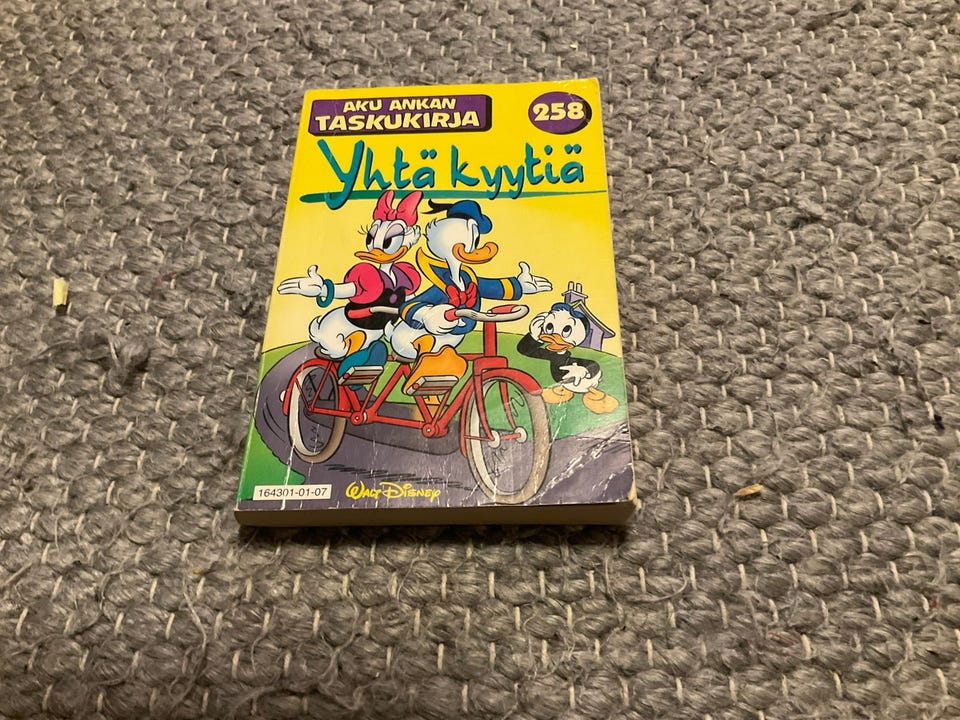 AKU ANKAN
TASKUKIRJA
258
Yhtä kyytiä
164301-01-07
WALT DISNEY